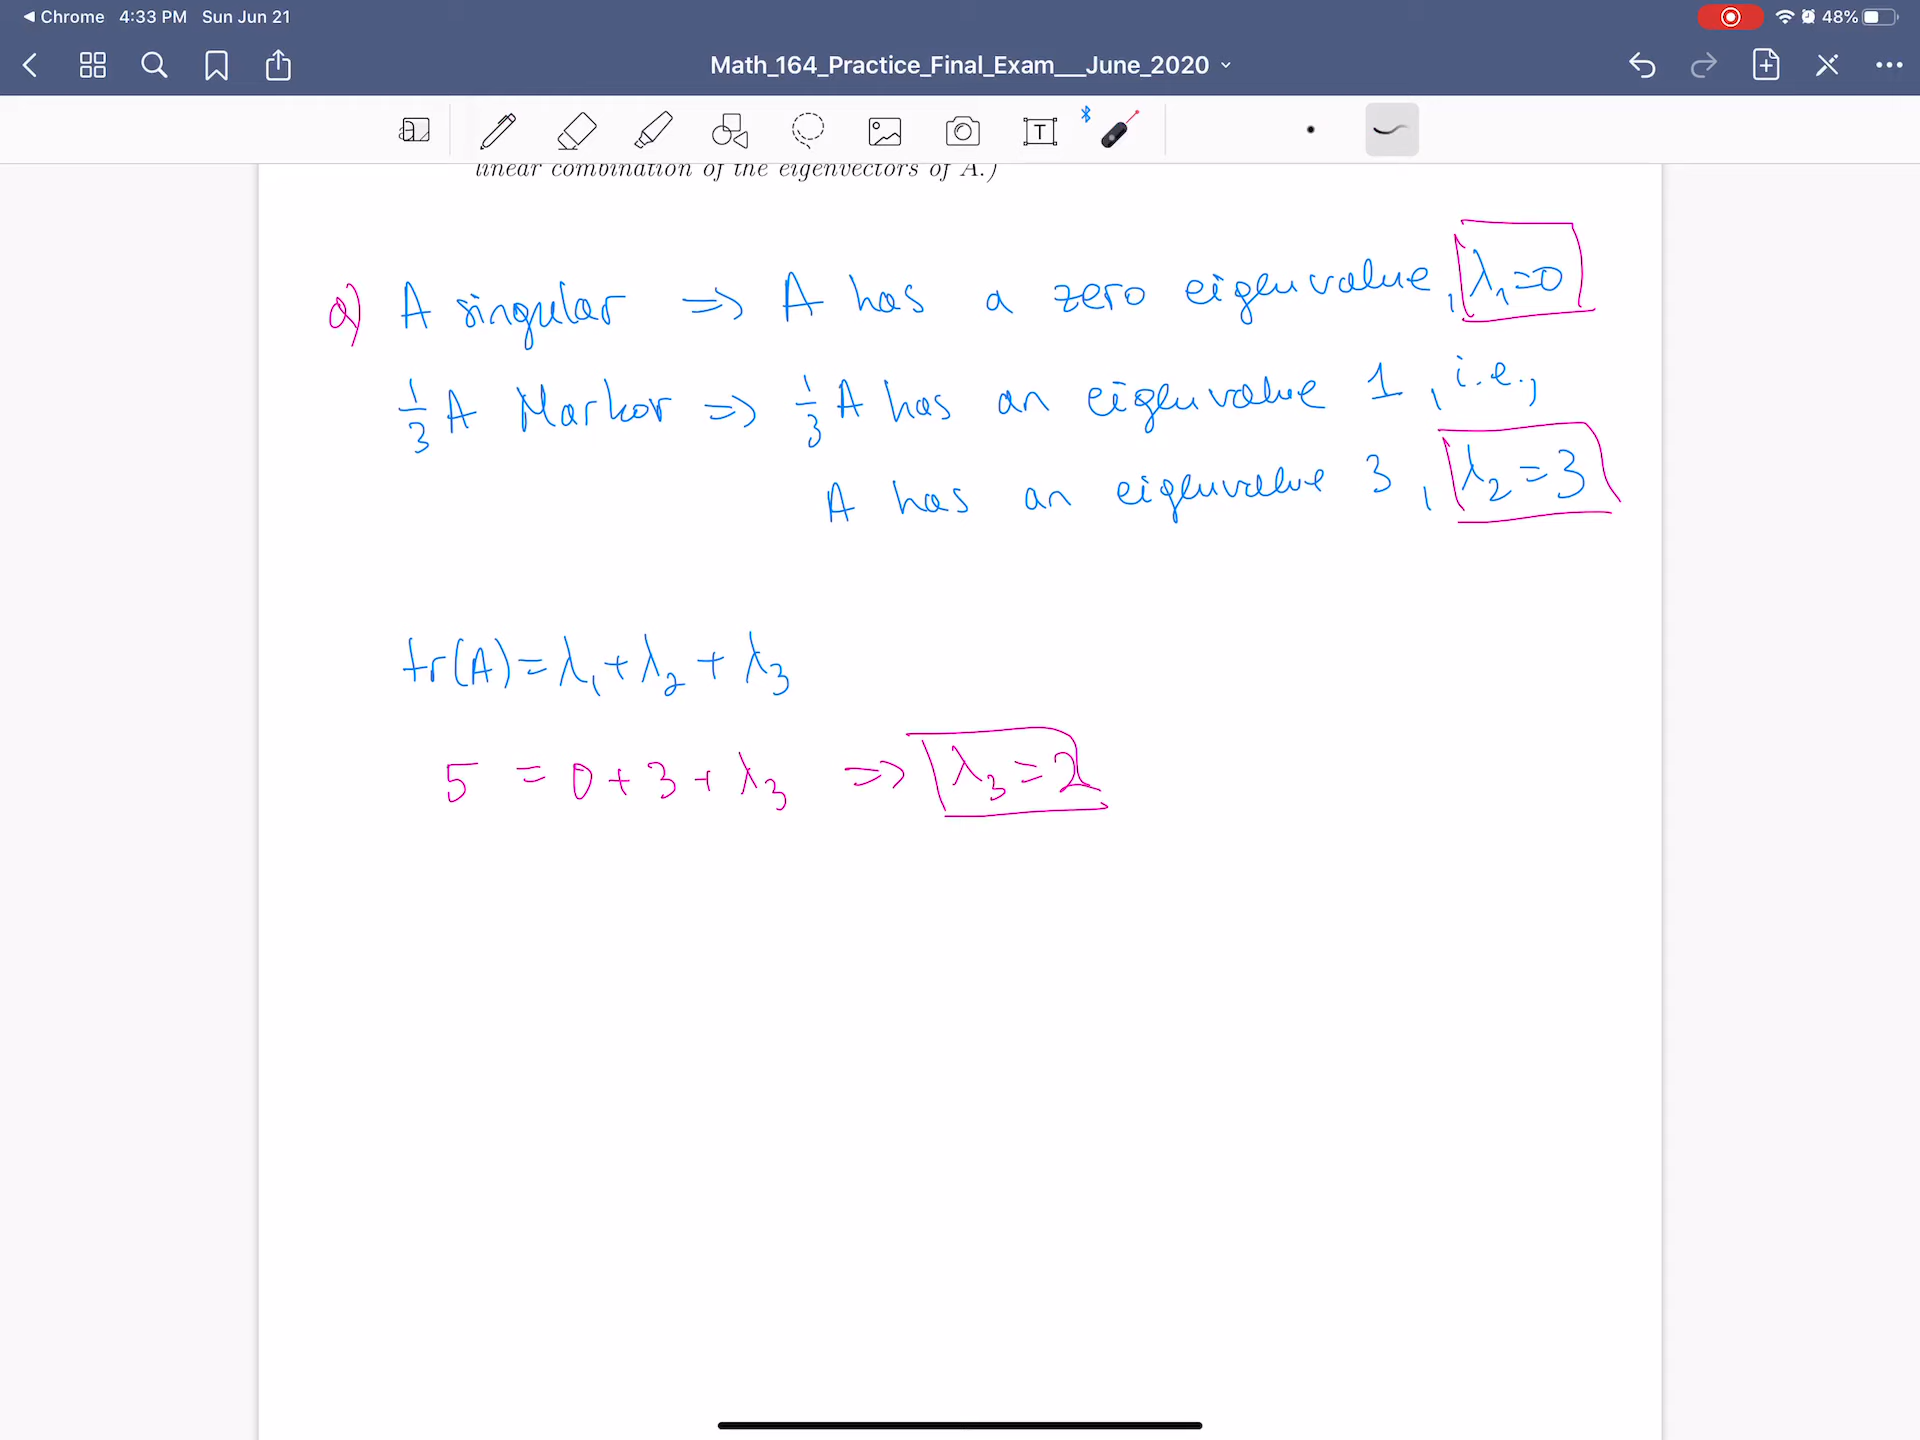 Chrome 4:33 PM Sun Jun 21
48%
Math_164_Practice_Final_Exam___June_2020
linear combination of the eigenvectors of A.)
a) A singular ⇒ A has a zero eigenvalue, λ₁=0
1/3 A Markov ⇒ 1/3 A has an eigenvalue 1, i.e.,
A has an eigenvalue 3, λ₂=3
tr(A)=λ₁+λ₂+λ₃
5 = 0+3+λ₃ ⇒ λ₃=2